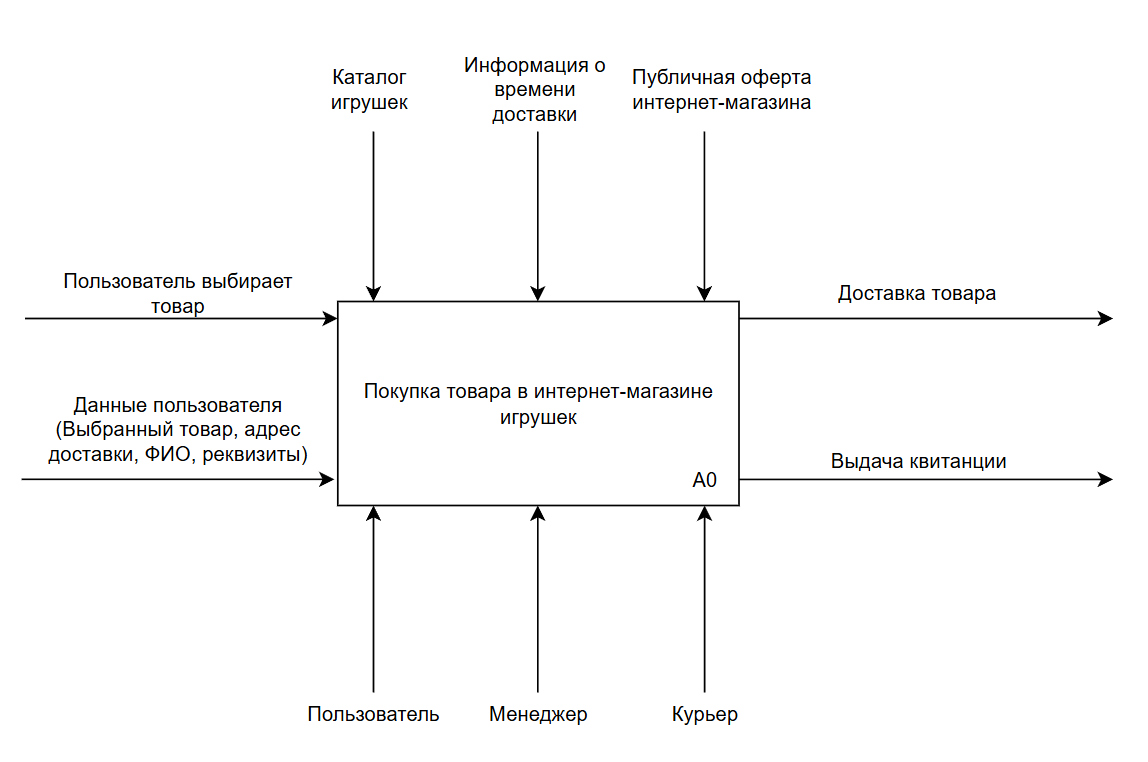 Каталог
игрушек
Информация о
времени
доставки
Публичная оферта
интернет-магазина
Пользователь выбирает
товар
Доставка товара
Покупка товара в интернет-магазине
игрушек
Данные пользователя
(Выбранный товар, адрес
доставки, ФИО, реквизиты)
Выдача квитанции
A0
Пользователь
Менеджер
Курьер